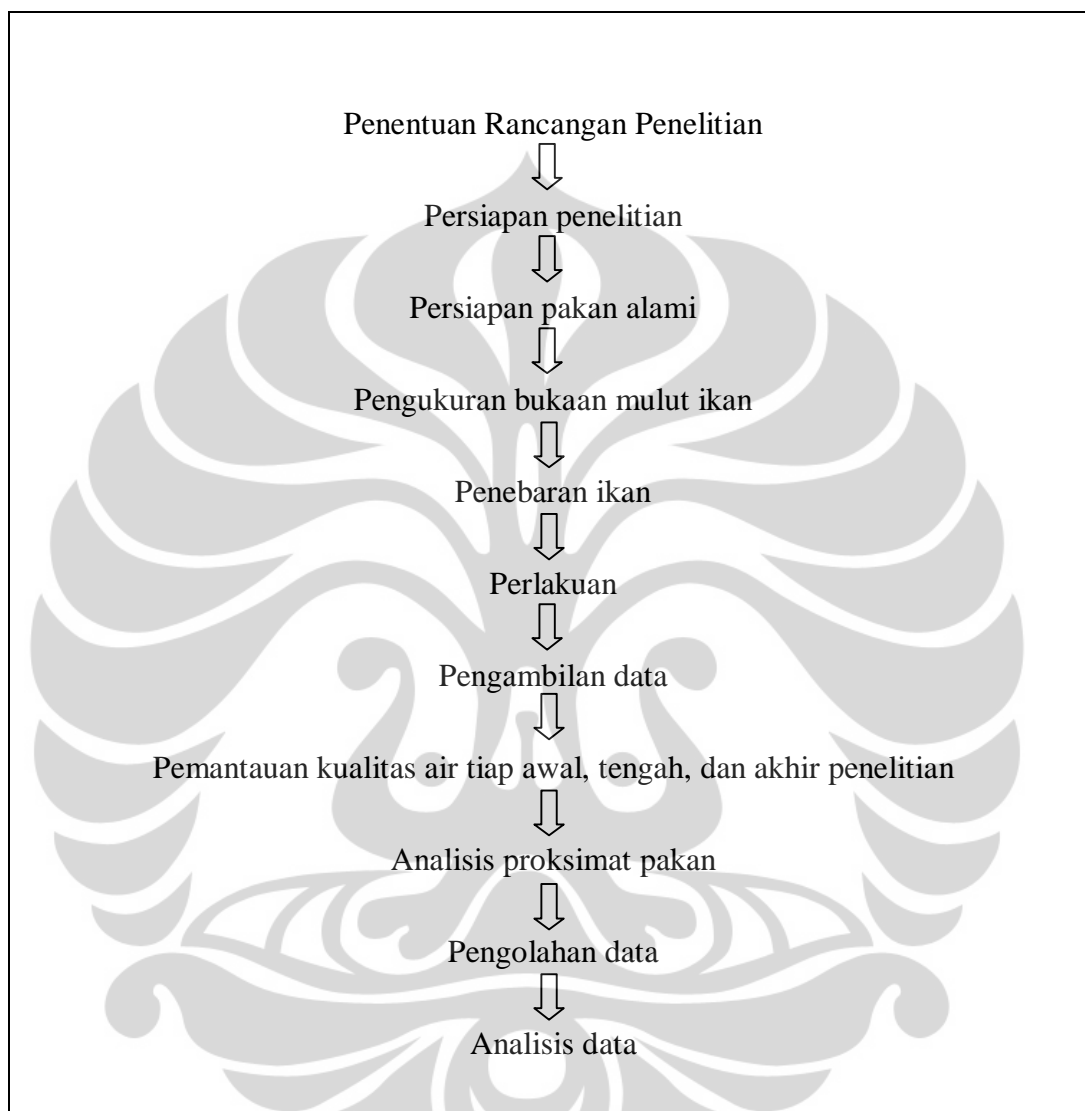 Penentuan Rancangan Penelitian
Persiapan penelitian
Persiapan pakan alami
Pengukuran bukaan mulut ikan
Penebaran ikan
Perlakuan
Pengambilan data
Pemantauan kualitas air tiap awal, tengah, dan akhir penelitian
Analisis proksimat pakan
Pengolahan data
Analisis data